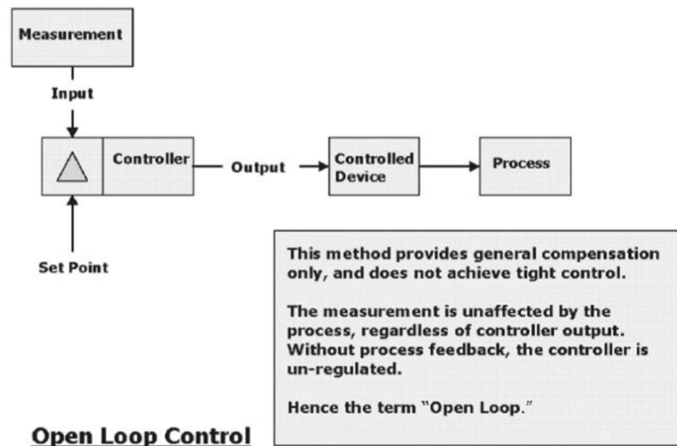 Measurement
Input
Controller
Output
Controlled
Device
Process
Set Point
This method provides general compensation
only, and does not achieve tight control.
The measurement is unaffected by the
process, regardless of controller output.
Without process feedback, the controller is
un-regulated.
Hence the term “Open Loop.”
Open Loop Control